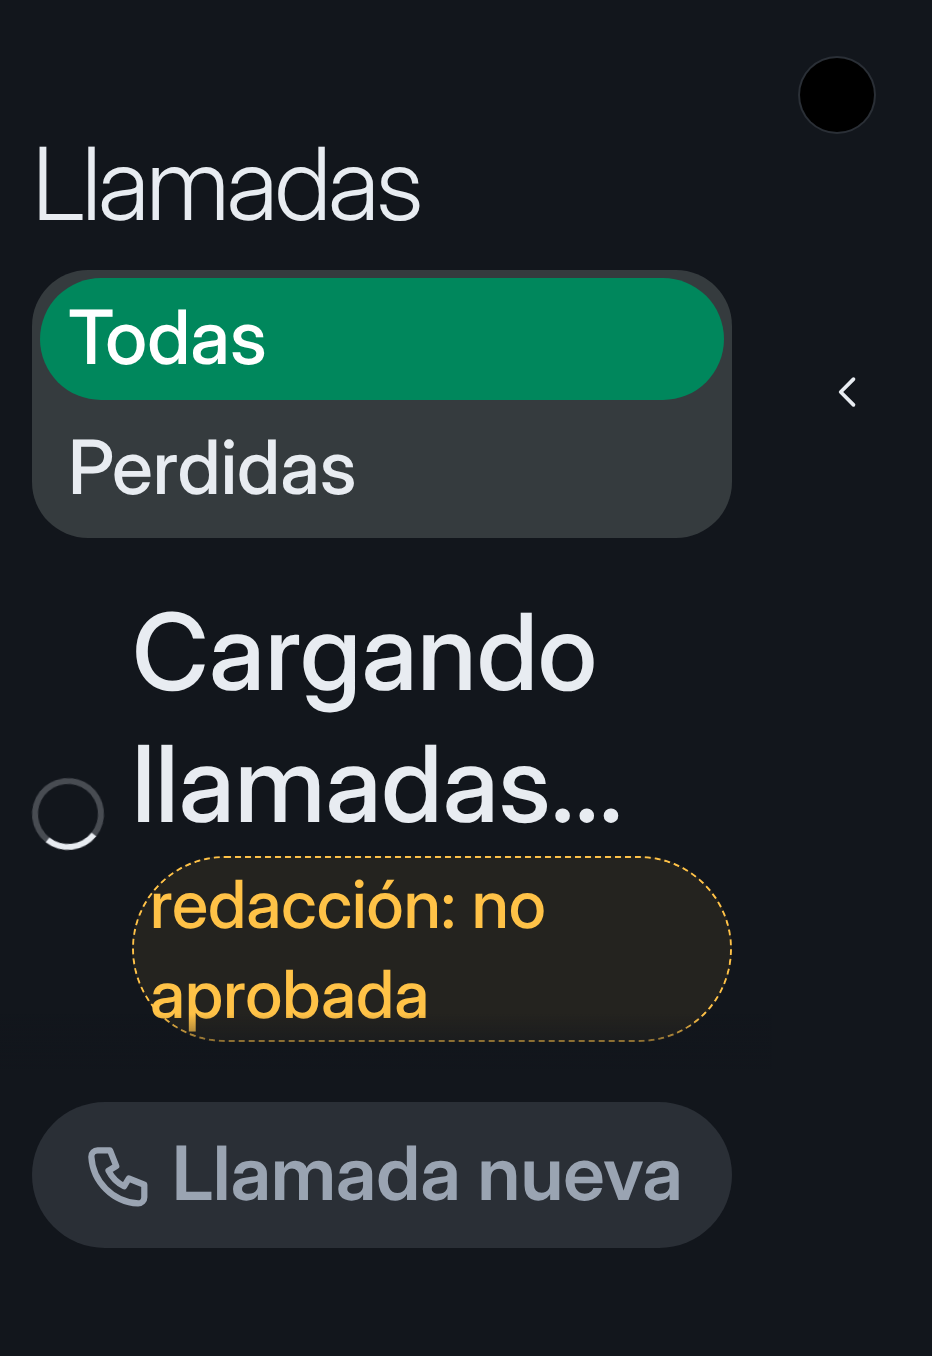 Llamadas
Todas
Perdidas
Cargando
llamadas...
redacción: no
aprobada
Llamada nueva